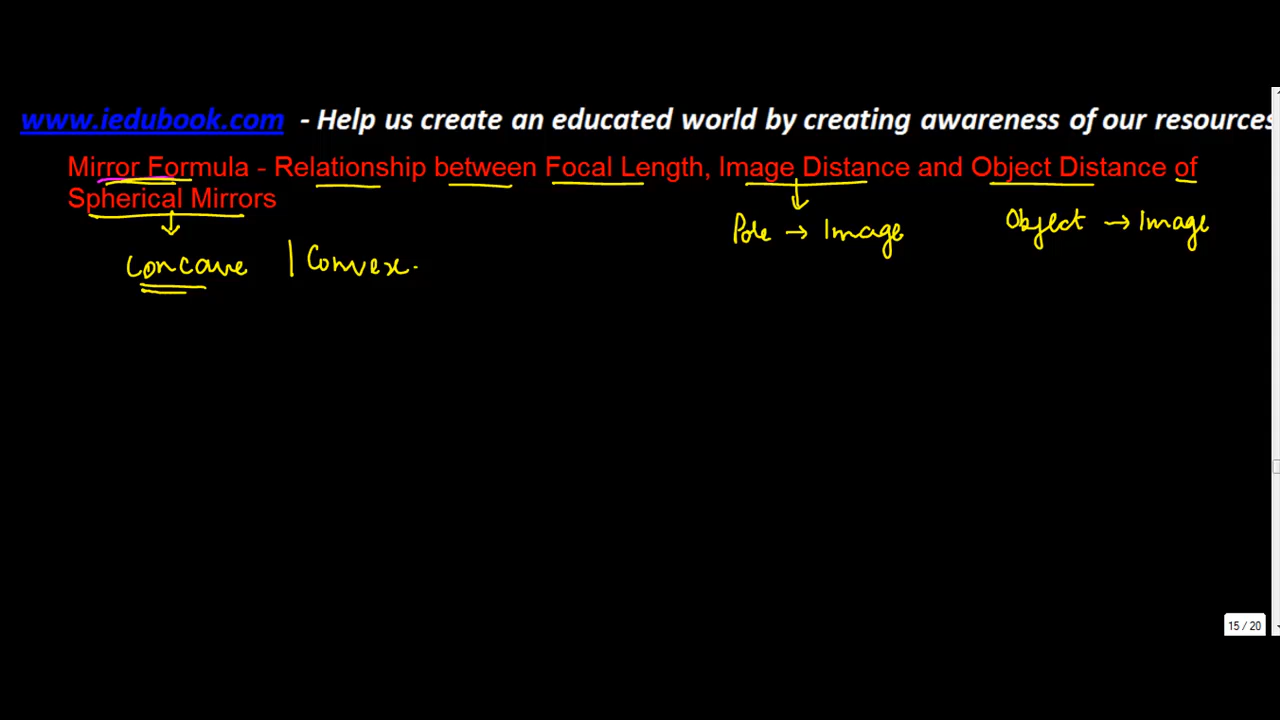 www.iedubook.com - Help us create an educated world by creating awareness of our resources
Mirror Formula - Relationship between Focal Length, Image Distance and Object Distance of
Spherical Mirrors
Pole → Image
Object → Image
Concave | Convex.
15 / 20